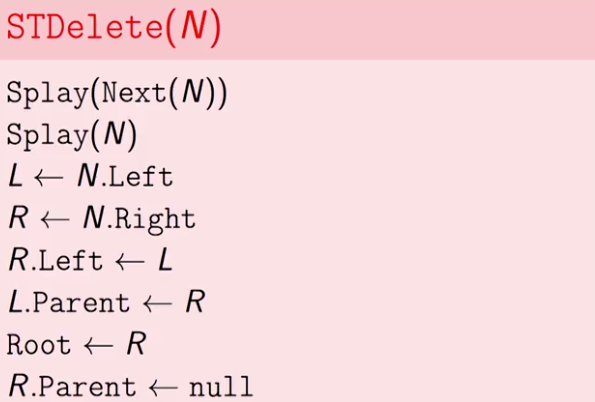 STDelete(N)
Splay(Next(N))
Splay(N)
L ← N.Left
R ← N.Right
R.Left ← L
L.Parent ← R
Root ← R
R.Parent ← null